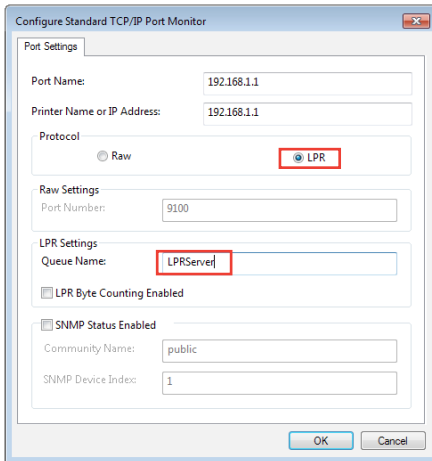 Configure Standard TCP/IP Port Monitor
Port Settings
Port Name: 192.168.1.1
Printer Name or IP Address: 192.168.1.1
Protocol
Raw LPR
Raw Settings
Port Number: 9100
LPR Settings
Queue Name: LPRServer
LPR Byte Counting Enabled
SNMP Status Enabled
Community Name: public
SNMP Device Index: 1
OK Cancel